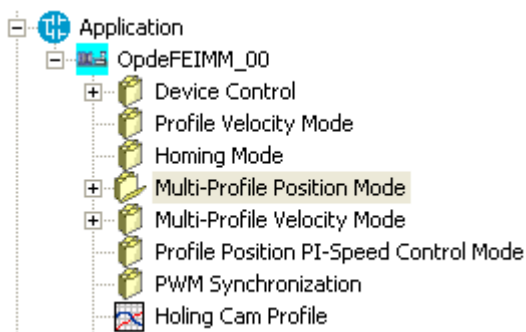 Application
OpdeFEIMM_00
Device Control
Profile Velocity Mode
Homing Mode
Multi-Profile Position Mode
Multi-Profile Velocity Mode
Profile Position PI-Speed Control Mode
PWM Synchronization
Holing Cam Profile